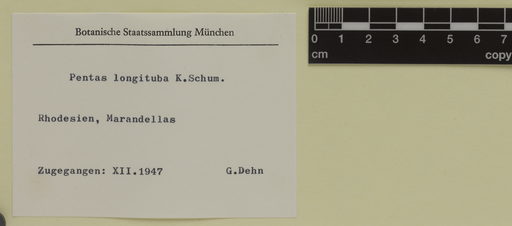 Botanische Staatssammlung München
Pentas longituba K.Schum.
Rhodesien, Marandellas
Zugegangen: XII.1947 G.Dehn
0 1 2 3 4 5 6 7
cm copy